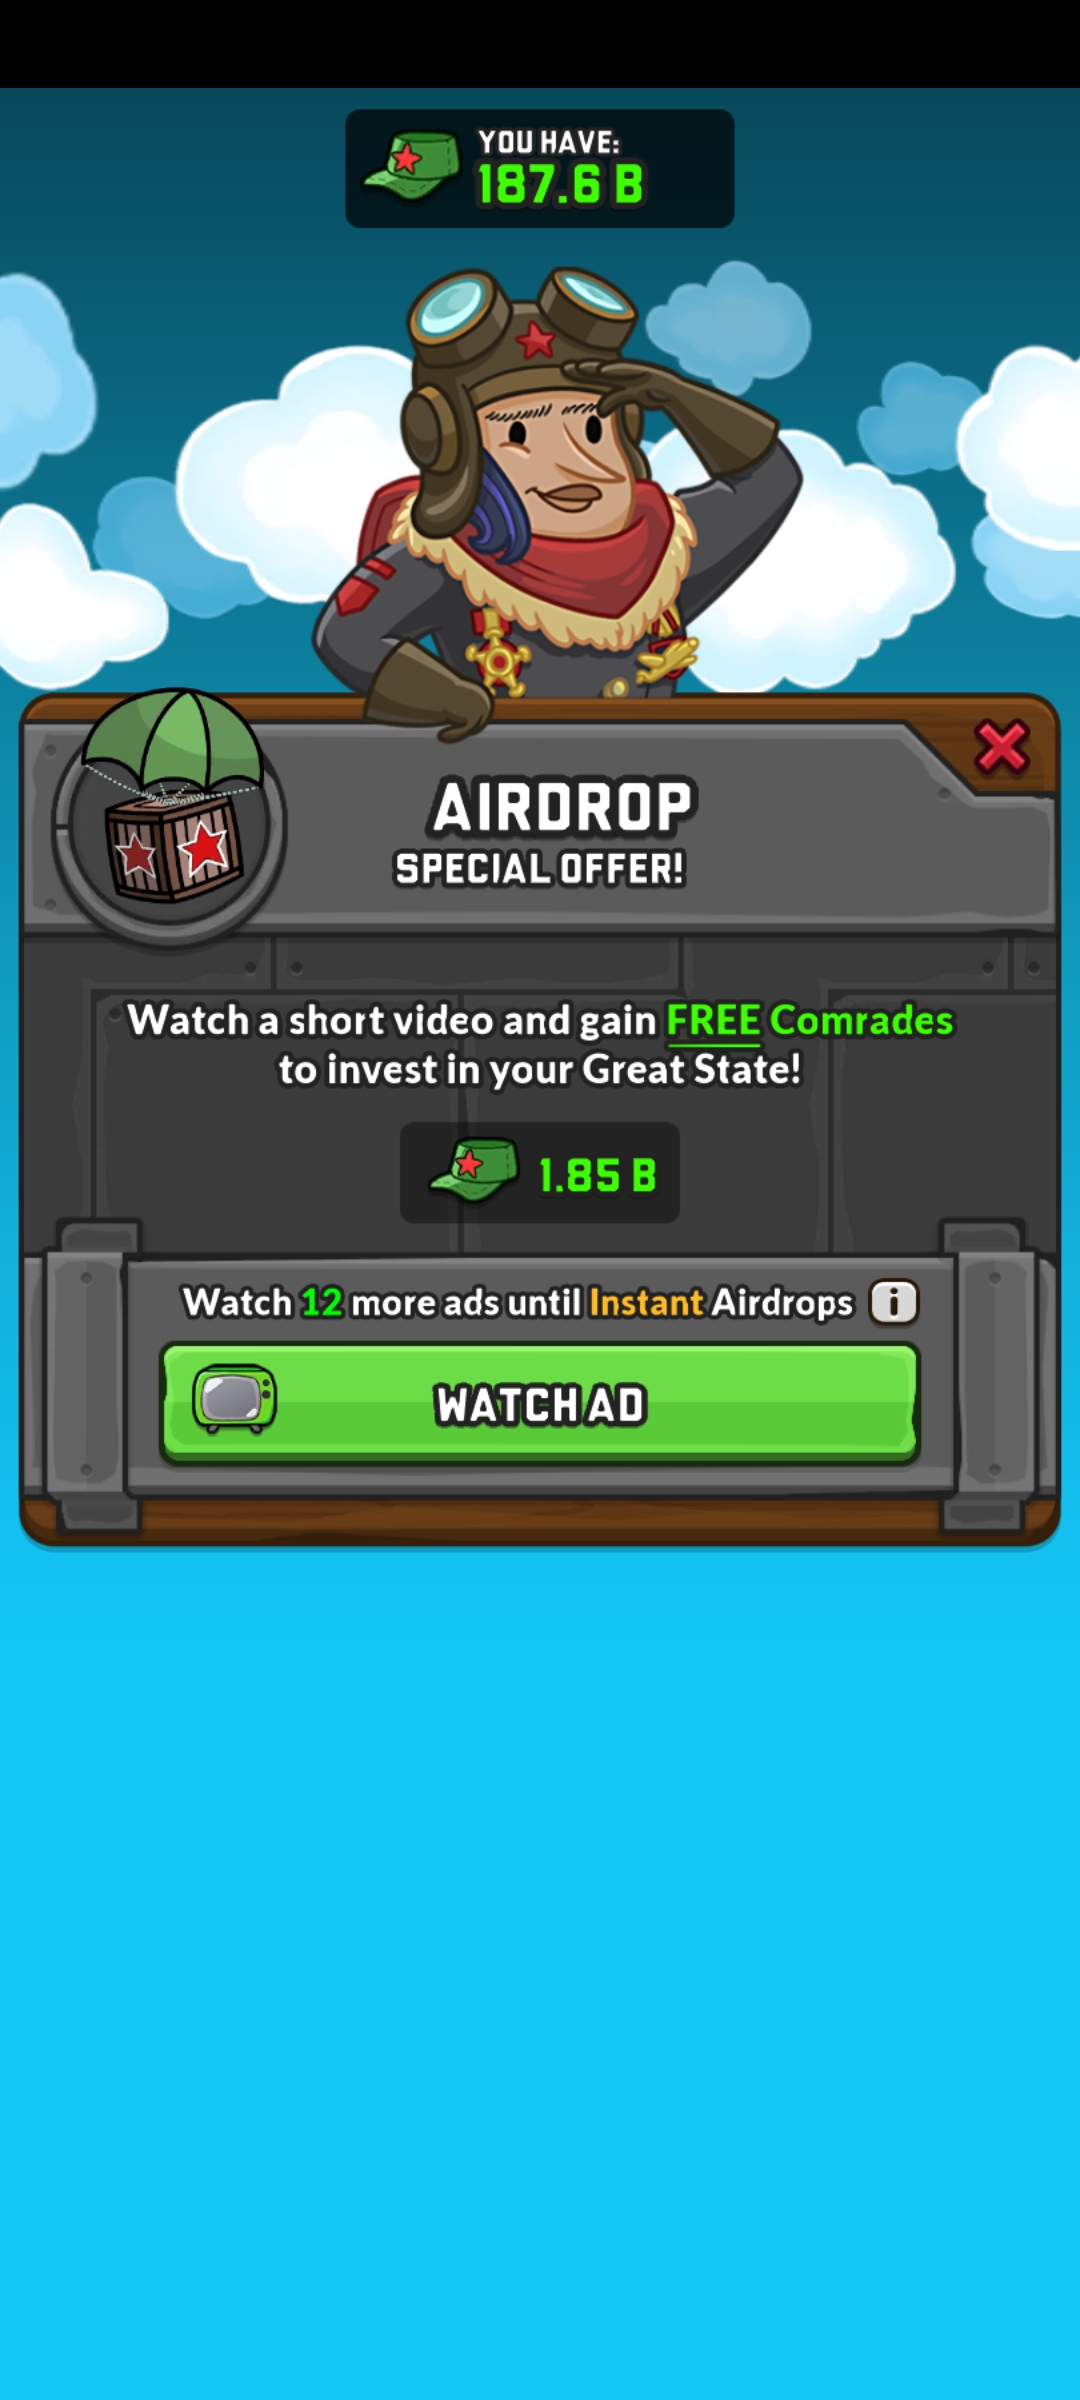 YOU HAVE:
187.6 B
AIRDROP
SPECIAL OFFER!
Watch a short video and gain FREE Comrades
to invest in your Great State!
1.85 B
Watch 12 more ads until Instant Airdrops i
WATCH AD